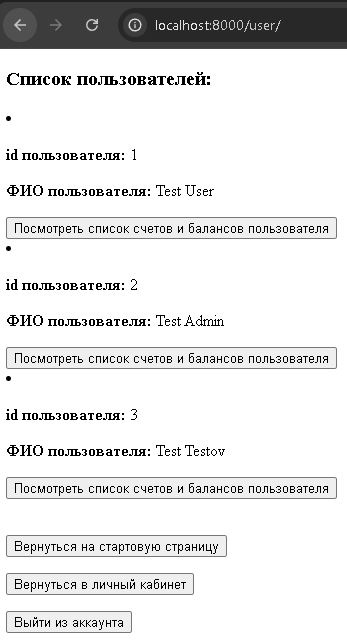 localhost:8000/user/
Список пользователей:
•
id пользователя: 1
ФИО пользователя: Test User
Посмотреть список счетов и балансов пользователя
•
id пользователя: 2
ФИО пользователя: Test Admin
Посмотреть список счетов и балансов пользователя
•
id пользователя: 3
ФИО пользователя: Test Testov
Посмотреть список счетов и балансов пользователя
Вернуться на стартовую страницу
Вернуться в личный кабинет
Выйти из аккаунта